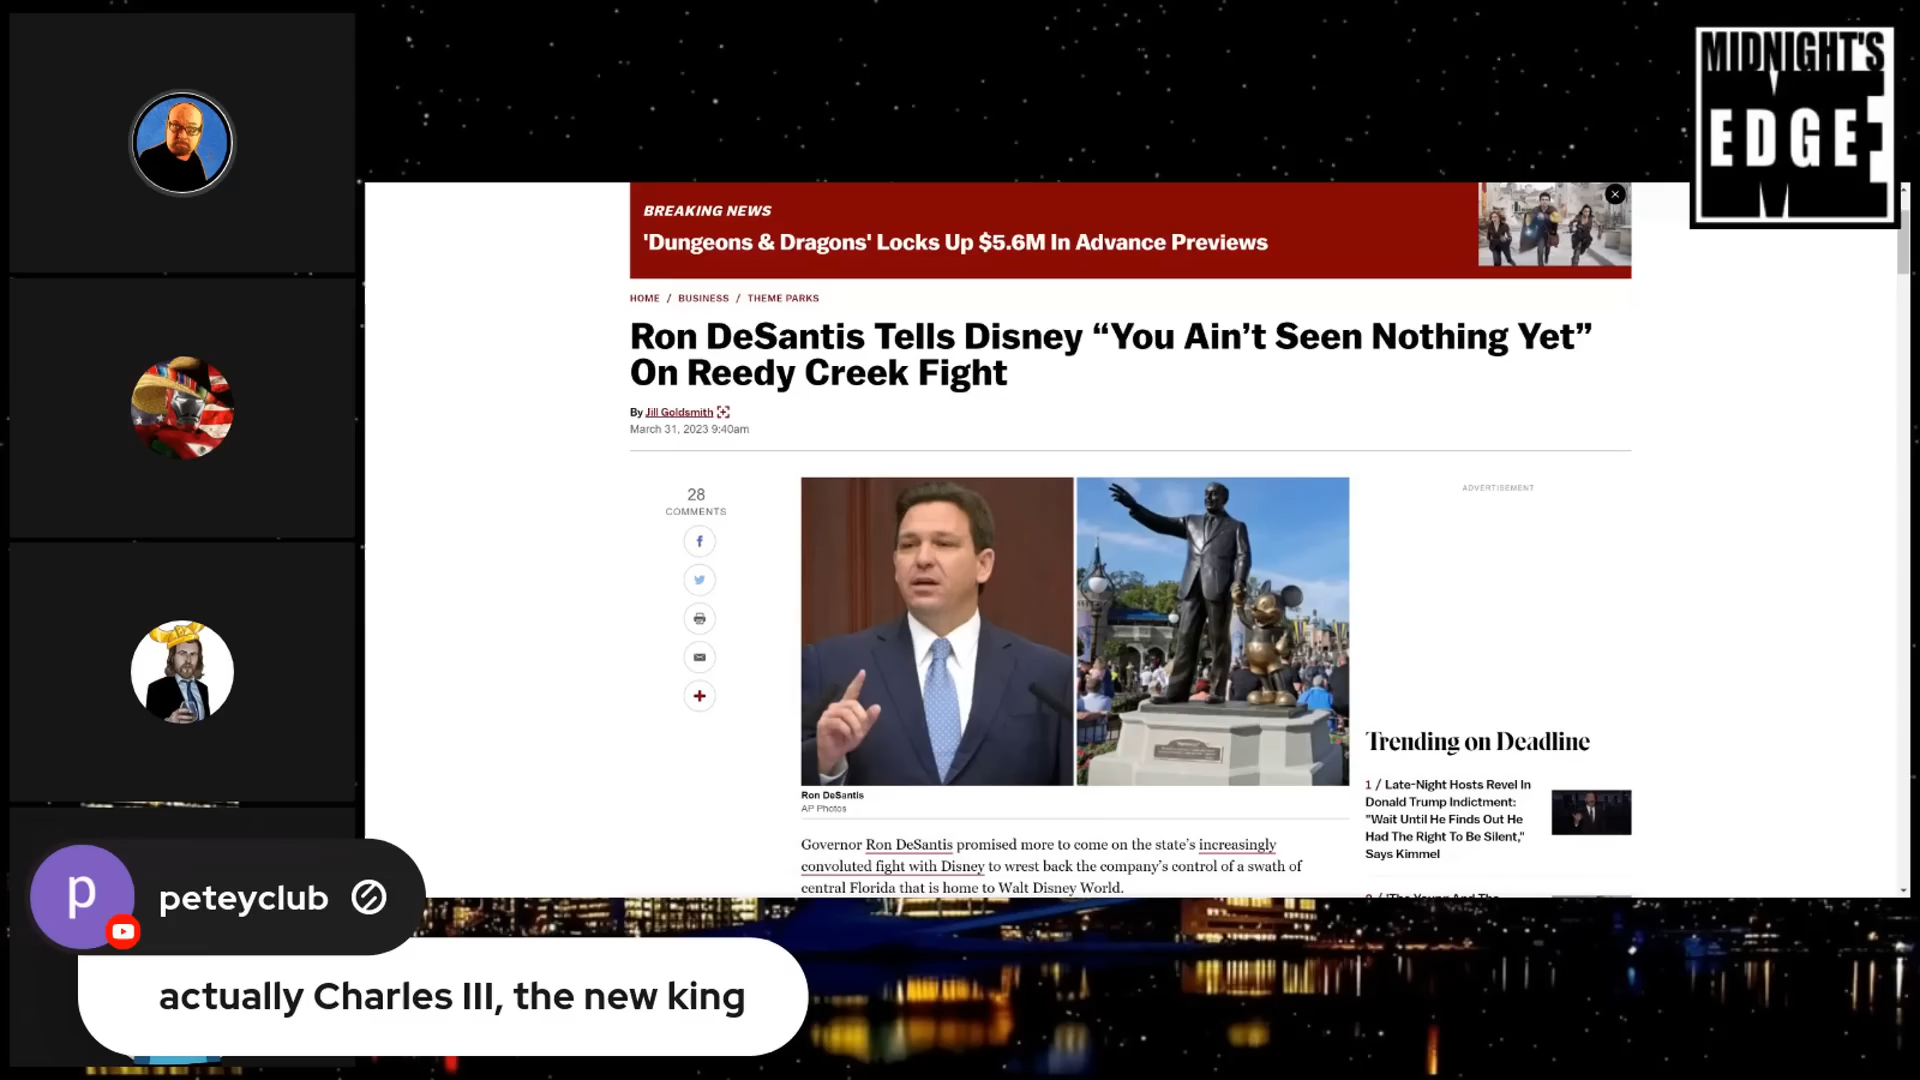 MIDNIGHT'S
EDGE
BREAKING NEWS
'Dungeons & Dragons' Locks Up $5.6M In Advance Previews
HOME / BUSINESS / THEME PARKS
Ron DeSantis Tells Disney “You Ain’t Seen Nothing Yet”
On Reedy Creek Fight
By Jill Goldsmith
March 31, 2023 9:40am
28
COMMENTS
ADVERTISEMENT
Ron DeSantis
AP Photos
Governor Ron DeSantis promised more to come on the state’s increasingly
convoluted fight with Disney to wrest back the company’s control of a swath of
central Florida that is home to Walt Disney World.
Trending on Deadline
1 / Late-Night Hosts Revel In
Donald Trump Indictment:
"Wait Until He Finds Out He
Had The Right To Be Silent,"
Says Kimmel
p
peteyclub
actually Charles III, the new king